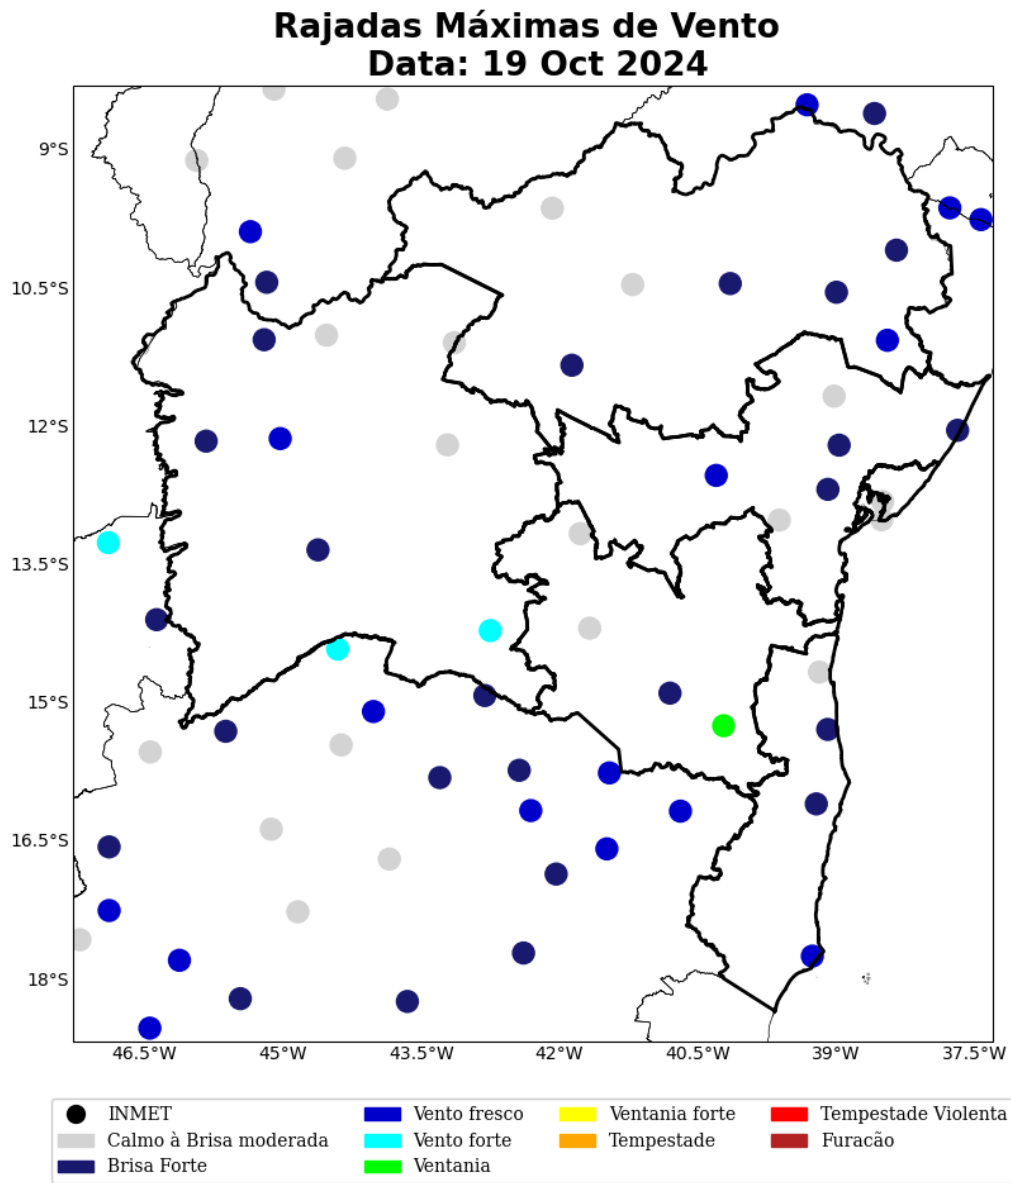 Rajadas Máximas de Vento
Data: 19 Oct 2024
9°S
10.5°S
12°S
13.5°S
15°S
16.5°S
18°S
46.5°W 45°W 43.5°W 42°W 40.5°W 39°W 37.5°W
INMET Vento fresco Ventania forte Tempestade Violenta
Calmo à Brisa moderada Vento forte Tempestade Furacão
Brisa Forte Ventania